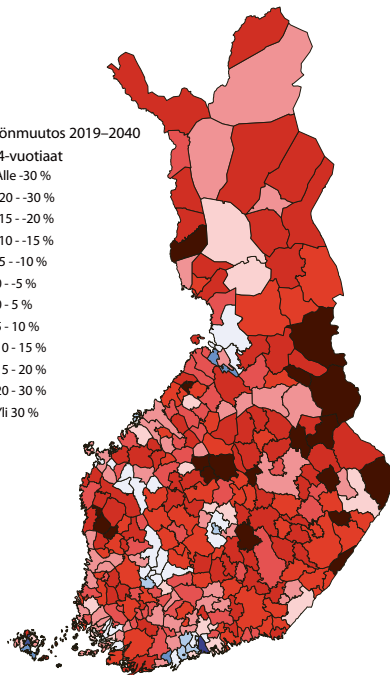 önmuutos 2019–2040
4-vuotiaat
Alle -30 %
20 - -30 %
15 - -20 %
10 - -15 %
5 - -10 %
0 - -5 %
0 - 5 %
5 - 10 %
0 - 15 %
5 - 20 %
20 - 30 %
Yli 30 %